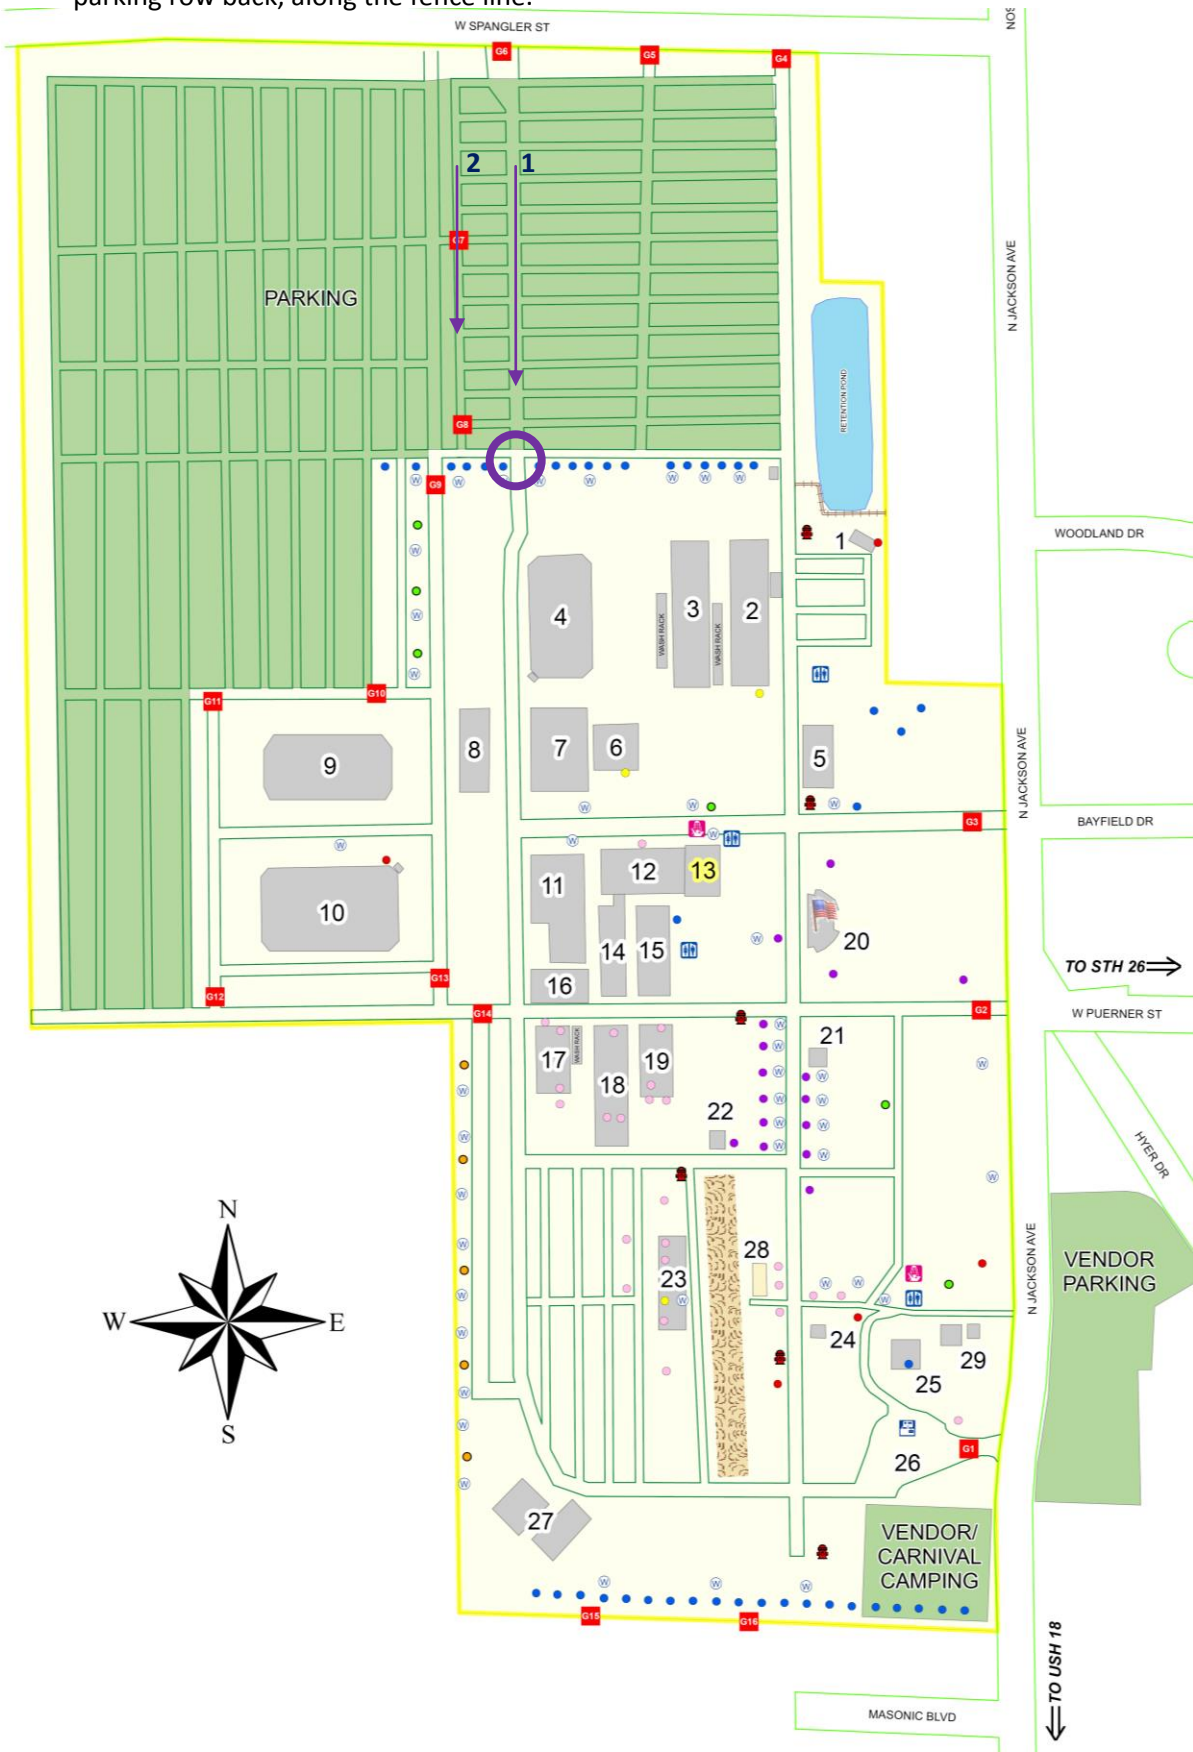 parking row back, along the fence line.
W SPANGLER ST
G6
G5
G4
2
1
G7
PARKING
N JACKSON AVE
RETENTION POND
G8
G9
W
W
W
W
W
W
W
W
1
WOODLAND DR
W
4
3
2
WASH RACK
WASH RACK
W
W
G11
G10
9
8
7
6
5
N JACKSON AVE
W
W
W
G3
BAYFIELD DR
W
W
W
11
12
13
10
14
15
W
20
TO STH 26
16
G13
G12
G14
G2
W PUERNER ST
W
17
WASH RACK
18
19
W
21
W
W
W
W
22
W
W
W
W
W
W
W
HYER DR
W
N
W
W
E
S
W
W
W
W
W
W
W
23
W
28
W
W
W
24
25
29
26
G1
N JACKSON AVE
VENDOR
PARKING
27
VENDOR/
CARNIVAL
CAMPING
W
W
W
G15
G16
TO USH 18
MASONIC BLVD